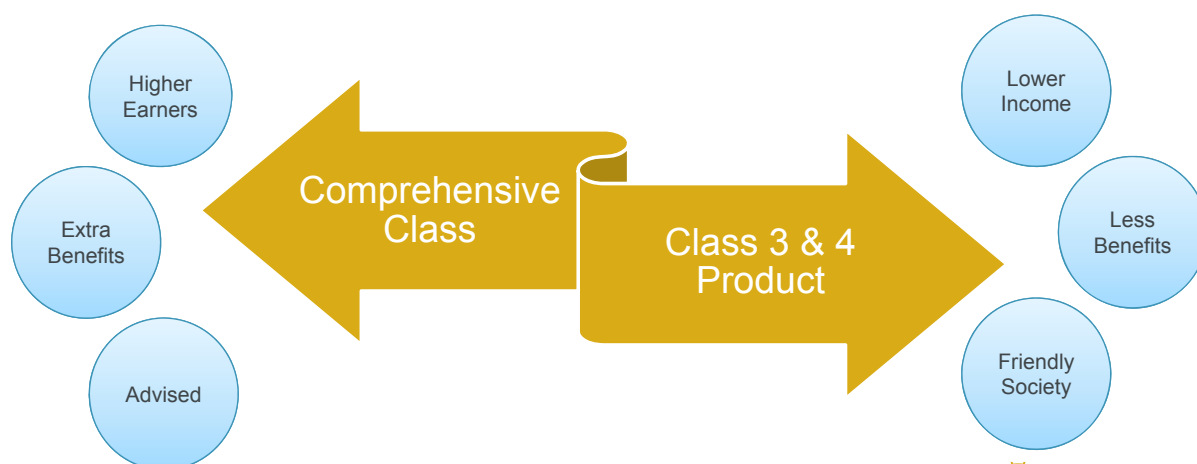 Higher
Earners
Extra
Benefits
Advised
Comprehensive
Class
Class 3 & 4
Product
Lower
Income
Less
Benefits
Friendly
Society